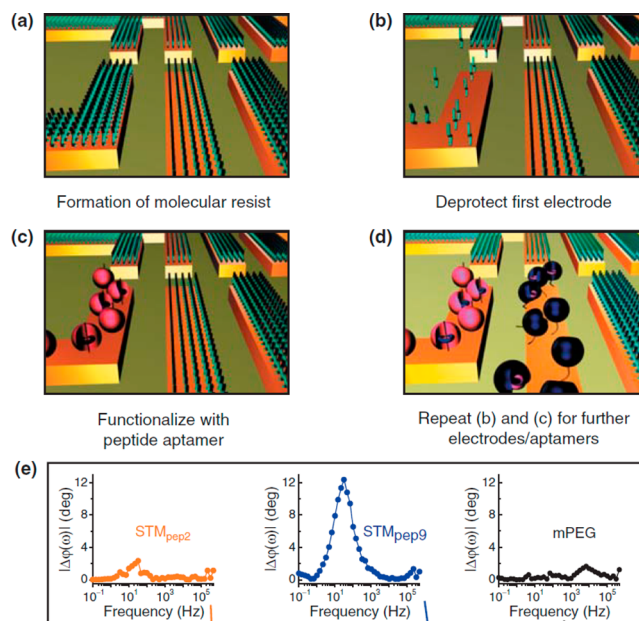 (a)
(b)
Formation of molecular resist
Deprotect first electrode
(c)
(d)
Functionalize with
peptide aptamer
Repeat (b) and (c) for further
electrodes/aptamers
(e)
|Δφ(ω)| (deg)
12
8
4
0
STMpep2
10⁻¹ 10¹ 10³ 10⁵
Frequency (Hz)
|Δφ(ω)| (deg)
12
8
4
0
STMpep9
10⁻¹ 10¹ 10³ 10⁵
Frequency (Hz)
|Δφ(ω)| (deg)
12
8
4
0
mPEG
10⁻¹ 10¹ 10³ 10⁵
Frequency (Hz)